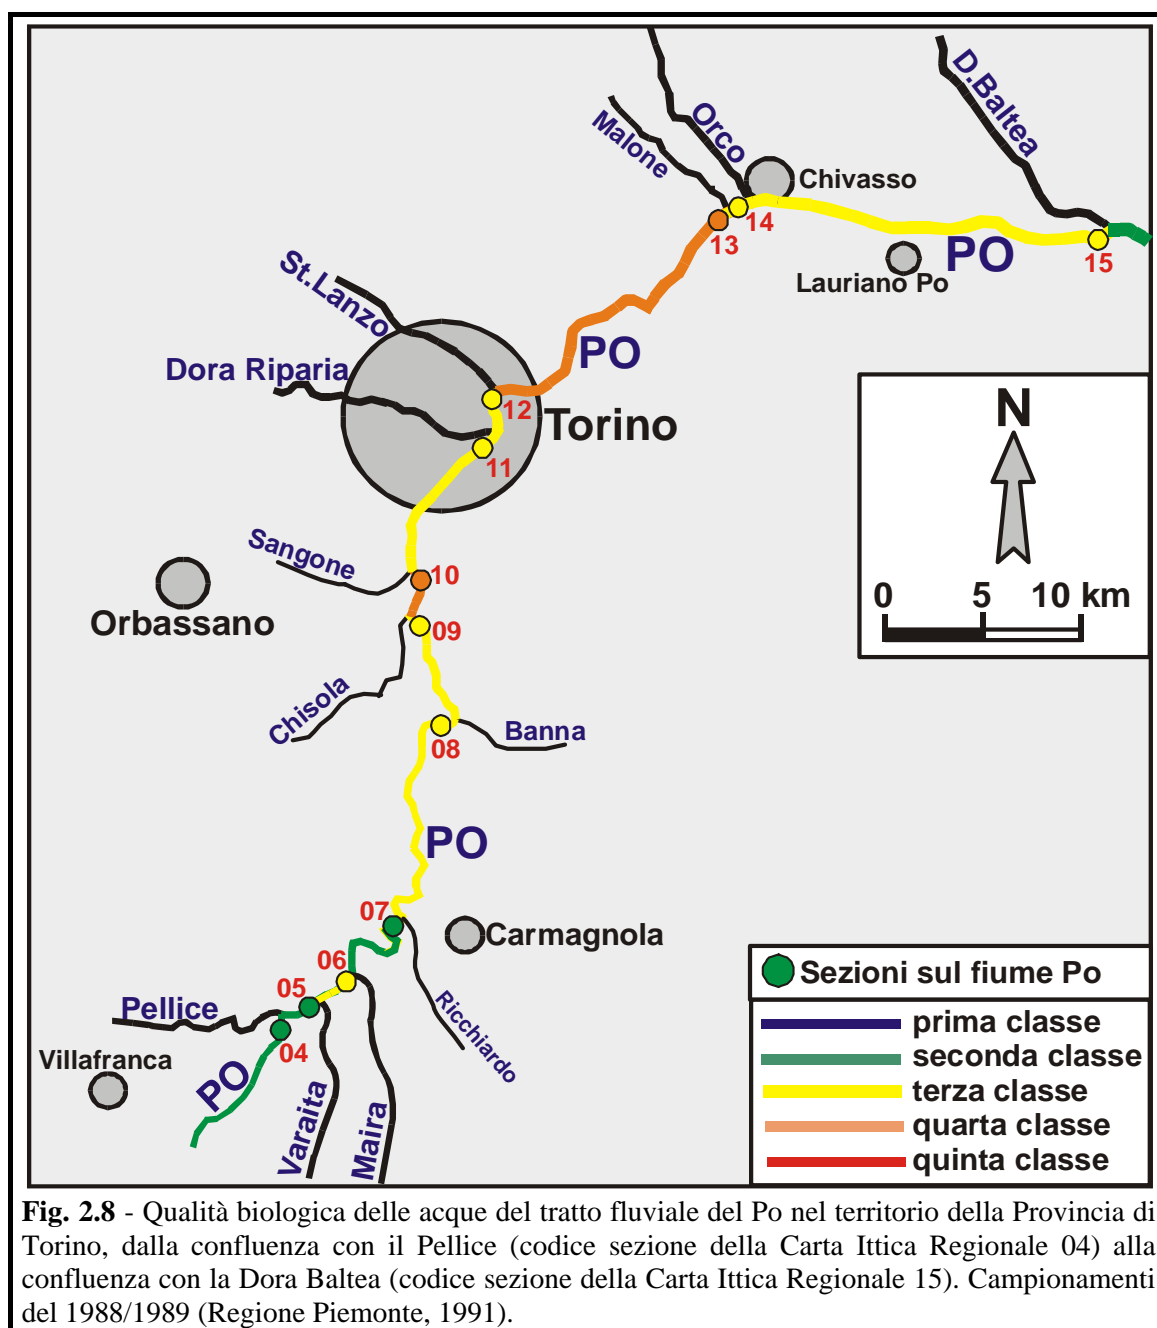 D.Baltea
Orco
Malone
Chivasso
14
13
PO
15
Lauriano Po
St.Lanzo
PO
Dora Riparia
12
Torino
11
N
Sangone
10
0 5 10 km
Orbassano
09
Chisola
Banna
08
PO
07
Carmagnola
06
Sezioni sul fiume Po
05
Pellice
Ricchiardo
prima classe
04
Villafranca
seconda classe
PO
Varaita
Maira
terza classe
quarta classe
quinta classe
Fig. 2.8 - Qualità biologica delle acque del tratto fluviale del Po nel territorio della Provincia di
Torino, dalla confluenza con il Pellice (codice sezione della Carta Ittica Regionale 04) alla
confluenza con la Dora Baltea (codice sezione della Carta Ittica Regionale 15). Campionamenti
del 1988/1989 (Regione Piemonte, 1991).